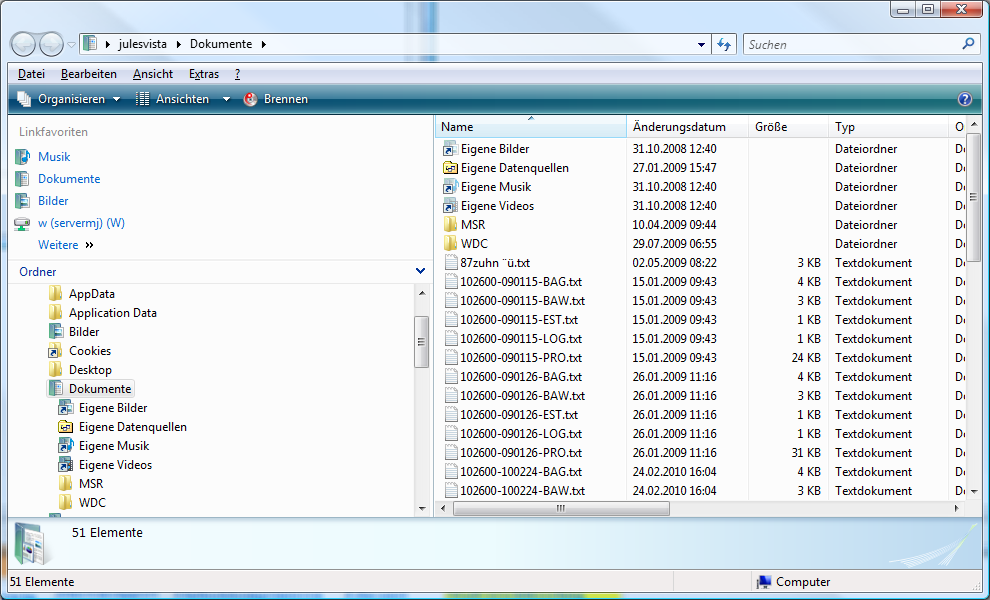 julesvista Dokumente
Suchen
Datei Bearbeiten Ansicht Extras ?
Organisieren Ansichten Brennen ?
Linkfavoriten
Musik
Dokumente
Bilder
w (servermj) (W)
Weitere »
Ordner
AppData
Application Data
Bilder
Cookies
Desktop
Dokumente
Eigene Bilder
Eigene Datenquellen
Eigene Musik
Eigene Videos
MSR
WDC
Name Änderungsdatum Größe Typ O
Eigene Bilder 31.10.2008 12:40 Dateiordner
Eigene Datenquellen 27.01.2009 15:47 Dateiordner
Eigene Musik 31.10.2008 12:40 Dateiordner
Eigene Videos 31.10.2008 12:40 Dateiordner
MSR 10.04.2009 09:44 Dateiordner
WDC 29.07.2009 06:55 Dateiordner
87zuhn ¨ü.txt 02.05.2009 08:22 3 KB Textdokument
102600-090115-BAG.txt 15.01.2009 09:43 4 KB Textdokument
102600-090115-BAW.txt 15.01.2009 09:43 3 KB Textdokument
102600-090115-EST.txt 15.01.2009 09:43 1 KB Textdokument
102600-090115-LOG.txt 15.01.2009 09:43 1 KB Textdokument
102600-090115-PRO.txt 15.01.2009 09:43 24 KB Textdokument
102600-090126-BAG.txt 26.01.2009 11:16 4 KB Textdokument
102600-090126-BAW.txt 26.01.2009 11:16 3 KB Textdokument
102600-090126-EST.txt 26.01.2009 11:16 1 KB Textdokument
102600-090126-LOG.txt 26.01.2009 11:16 1 KB Textdokument
102600-090126-PRO.txt 26.01.2009 11:16 31 KB Textdokument
102600-100224-BAG.txt 24.02.2010 16:04 4 KB Textdokument
102600-100224-BAW.txt 24.02.2010 16:04 3 KB Textdokument
51 Elemente
51 Elemente Computer